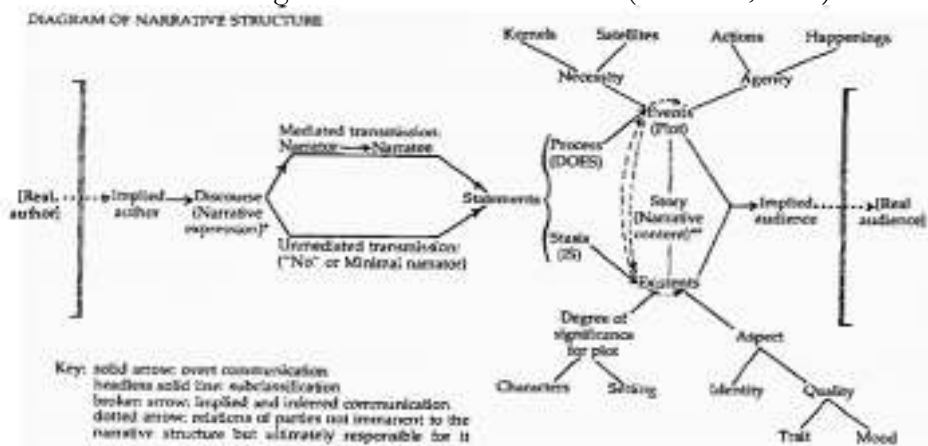 DIAGRAM OF NARRATIVE STRUCTURE
Kernels Satellites Actions Happenings
Necessity Agency
Events
(Plot)
Mediated transmission:
Narrator Narratee
Process
(DOES)
[Real author] Implied author Discourse (Narrative expression)* Statements Story [Narrative content)** Implied audience [Real audience]
Unmediated transmission:
("No" or Minimal narrator)
Stasis
(IS)
Existents
Degree of
significance
for plot
Aspect
Characters Setting Identity Quality
Trait Mood
Key: solid arrow: overt communication
headless solid line: subclassification
broken arrow: implied and inferred communication
dotted arrow: relations of parties not immanent to the
narrative structure but ultimately responsible for it